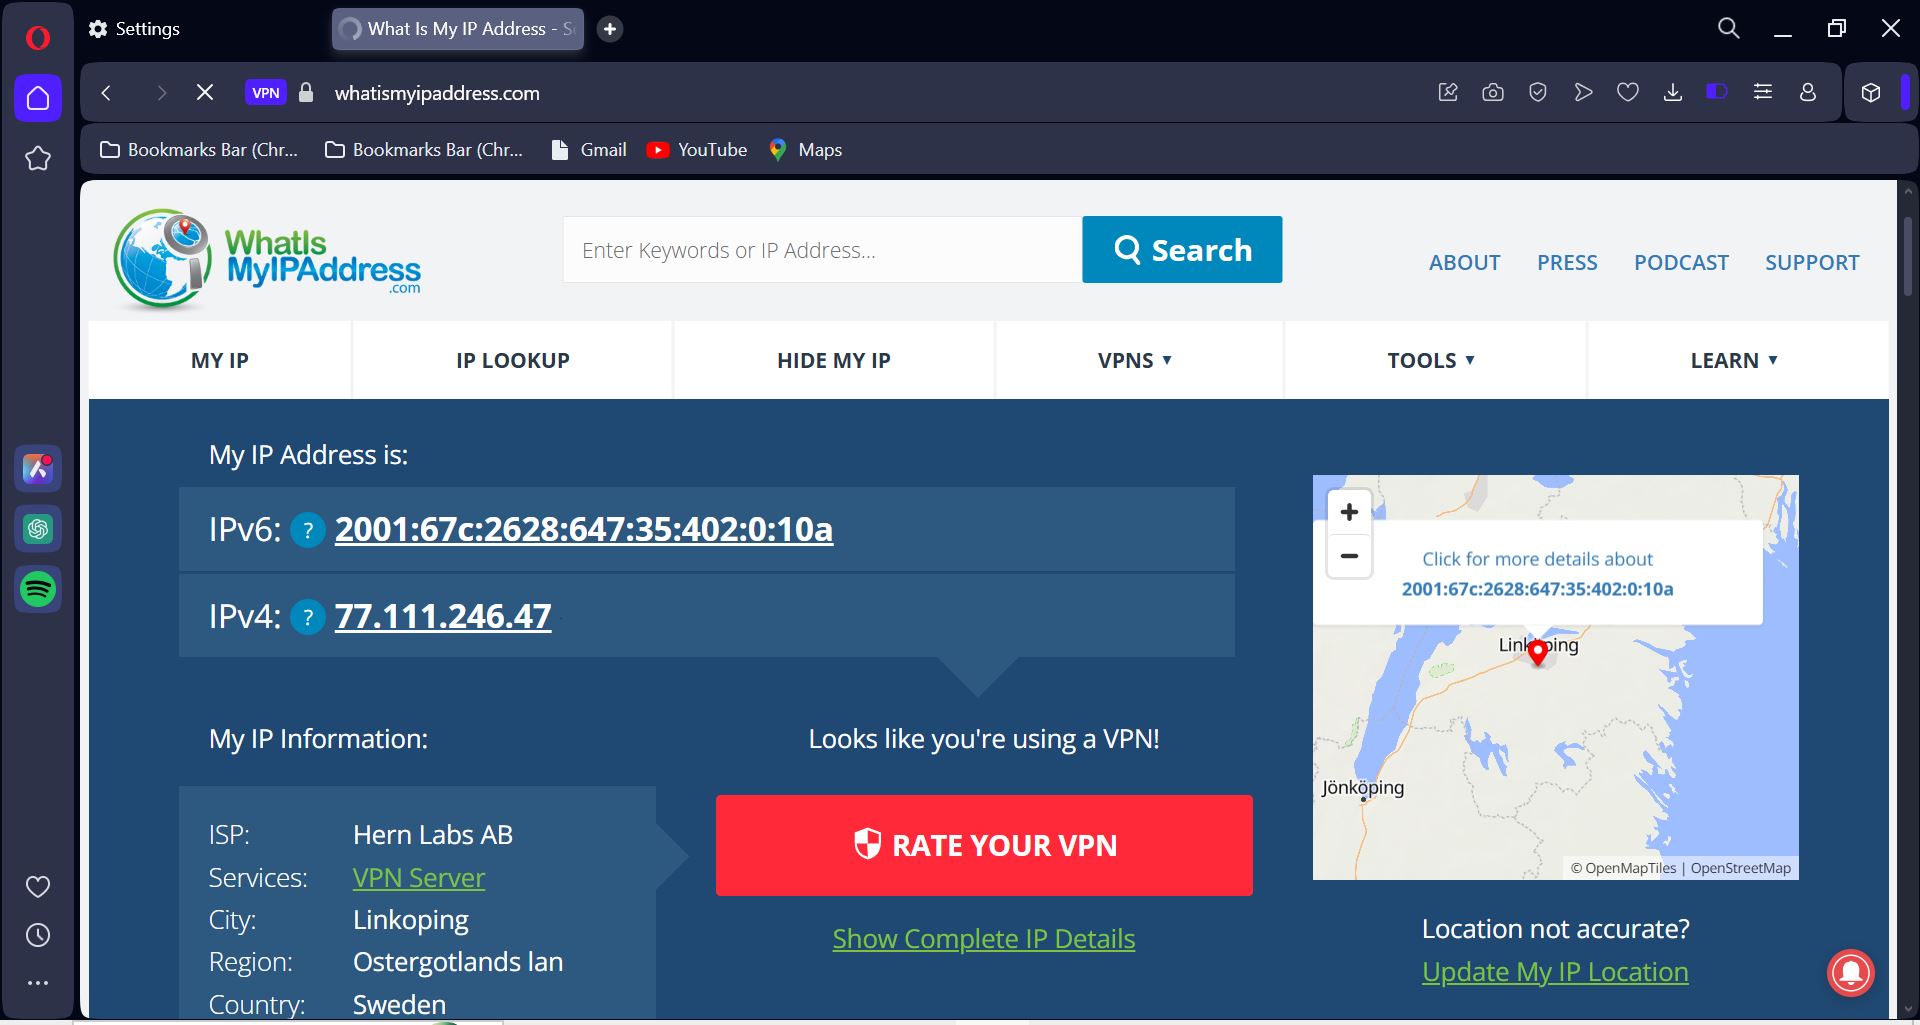 Settings
What Is My IP Address - S
VPN
whatismyipaddress.com
Bookmarks Bar (Chr...
Bookmarks Bar (Chr...
Gmail
YouTube
Maps
WhatIs
MyIPAddress
.com
Enter Keywords or IP Address...
Search
ABOUT
PRESS
PODCAST
SUPPORT
MY IP
IP LOOKUP
HIDE MY IP
VPNS
TOOLS
LEARN
My IP Address is:
IPv6: ? 2001:67c:2628:647:35:402:0:10a
IPv4: ? 77.111.246.47
+
−
Click for more details about
2001:67c:2628:647:35:402:0:10a
Jönköping
© OpenMapTiles | OpenStreetMap
My IP Information:
Looks like you're using a VPN!
ISP: Hern Labs AB
Services: VPN Server
City: Linkoping
Region: Ostergotlands lan
Country: Sweden
RATE YOUR VPN
Show Complete IP Details
Location not accurate?
Update My IP Location